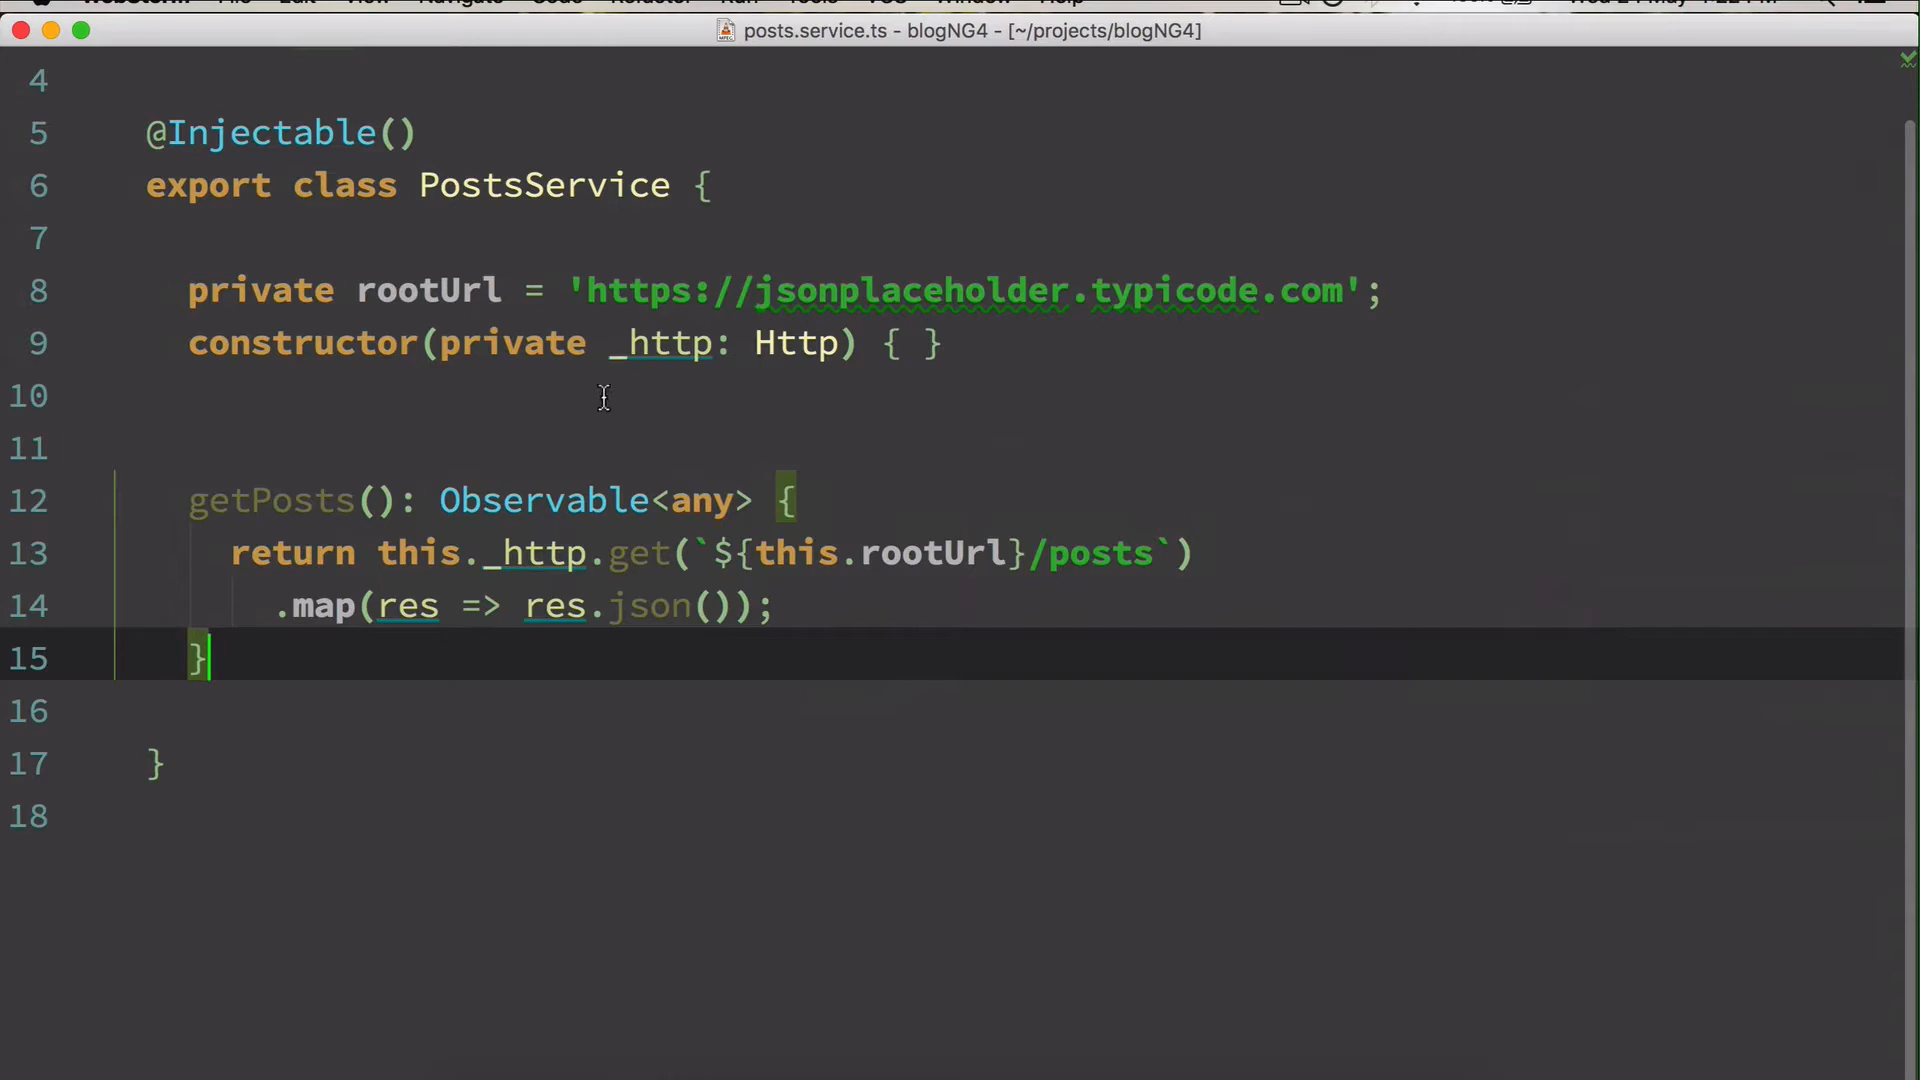 posts.service.ts - blogNG4 - [~/projects/blogNG4]
4
5 @Injectable()
6 export class PostsService {
7
8 private rootUrl = 'https://jsonplaceholder.typicode.com';
9 constructor(private _http: Http) { }
10
11
12 getPosts(): Observable<any> {
13 return this._http.get(`${this.rootUrl}/posts`)
14 .map(res => res.json());
15 }
16
17 }
18